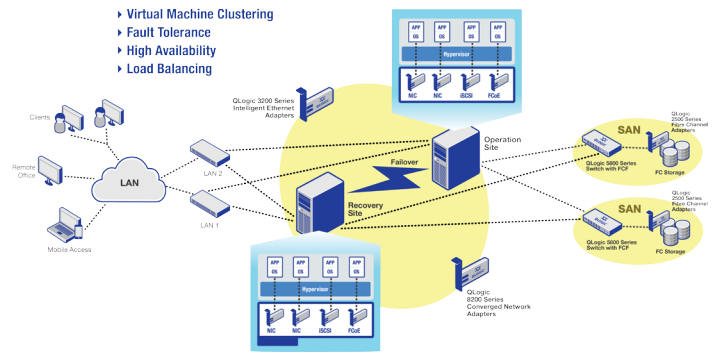 Virtual Machine Clustering
Fault Tolerance
High Availability
Load Balancing
APP APP APP APP
OS OS OS OS
Hypervisor
NIC NIC iSCSI FCoE
QLogic 3200 Series
Intelligent Ethernet
Adapters
Clients
Remote
Office
Mobile Access
LAN
LAN 2
LAN 1
Failover
Operation
Site
Recovery
Site
SAN
QLogic
2500 Series
Fibre Channel
Adapters
QLogic 5800 Series
Switch with FCF
FC Storage
SAN
QLogic
2500 Series
Fibre Channel
Adapters
QLogic 5800 Series
Switch with FCF
FC Storage
APP APP APP APP
OS OS OS OS
Hypervisor
NIC NIC iSCSI FCoE
QLogic
8200 Series
Converged Network
Adapters